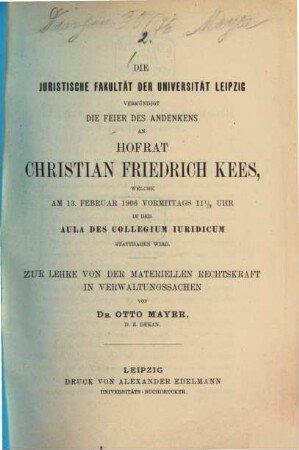 2.
DIE
JURISTISCHE FAKULTÄT DER UNIVERSITÄT LEIPZIG
VERKÜNDIGT
DIE FEIER DES ANDENKENS
AN
HOFRAT
CHRISTIAN FRIEDRICH KEES,
WELCHE
AM 13. FEBRUAR 1906 VORMITTAGS 11¼ UHR
IN DER
AULA DES COLLEGIUM IURIDICUM
STATTHABEN WIRD.
ZUR LEHRE VON DER MATERIELLEN RECHTSKRAFT
IN VERWALTUNGSSACHEN
VON
DR. OTTO MAYER,
D. Z. DEKAN.
LEIPZIG
DRUCK VON ALEXANDER EDELMANN
UNIVERSITÄTS-BUCHDRUCKER.